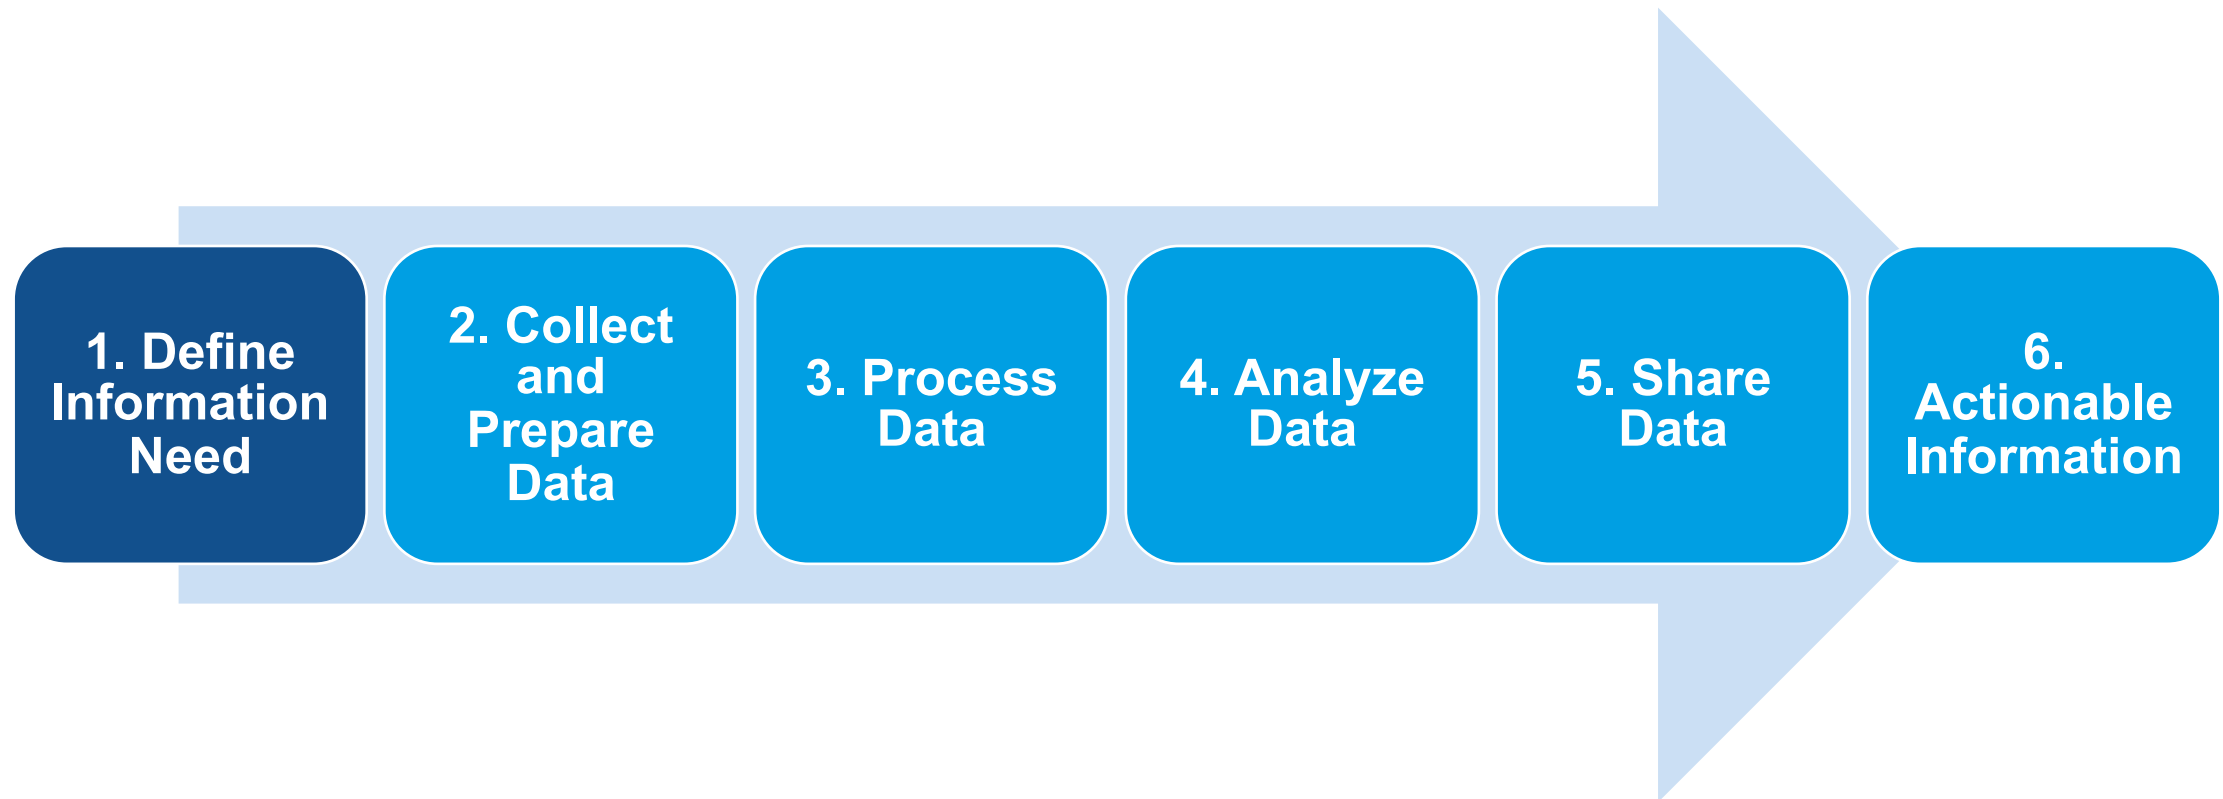 1. Define
Information
Need
2. Collect
and
Prepare
Data
3. Process
Data
4. Analyze
Data
5. Share
Data
6.
Actionable
Information